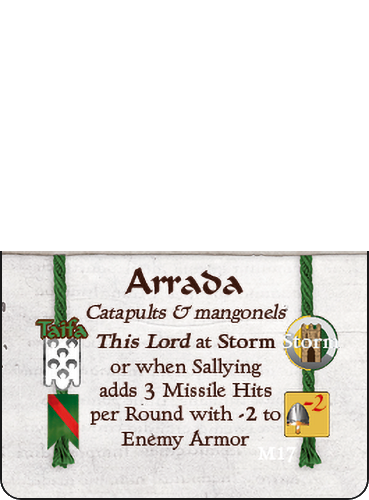 Arrada
Catapults & mangonels
Taifa
This Lord at Storm
Storm
or when Sallying
adds 3 Missile Hits
per Round with -2 to
-2
Enemy Armor
M17